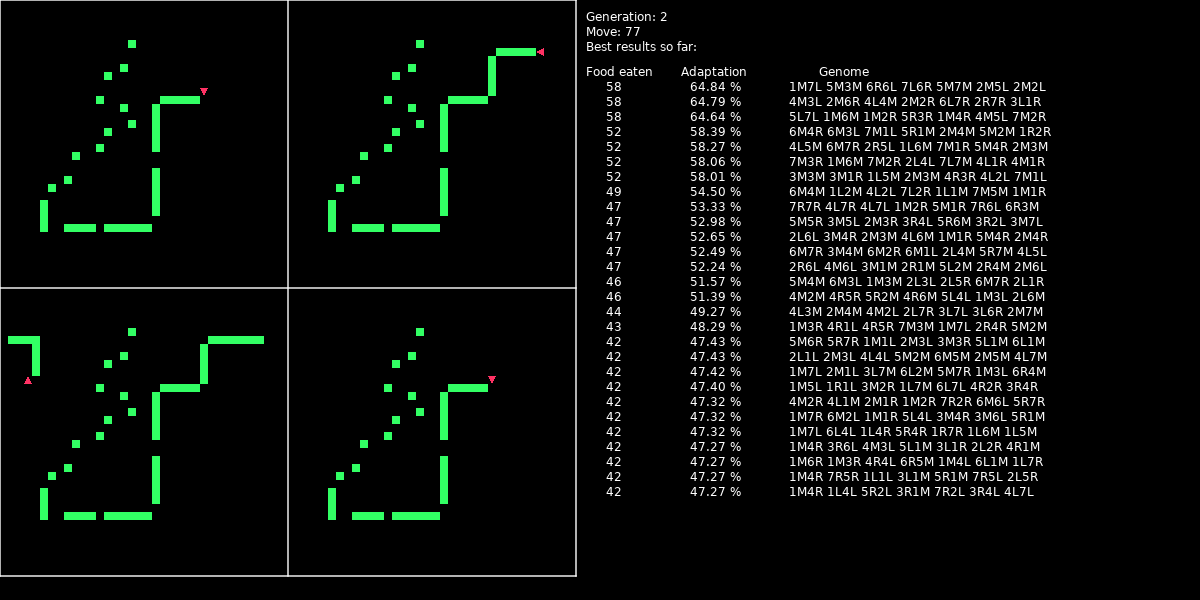 Generation: 2
Move: 77
Best results so far:
Food eaten Adaptation Genome
58 64.84 % 1M7L 5M3M 6R6L 7L6R 5M7M 2M5L 2M2L
58 64.79 % 4M3L 2M6R 4L4M 2M2R 6L7R 2R7R 3L1R
58 64.64 % 5L7L 1M6M 1M2R 5R3R 1M4R 4M5L 7M2R
52 58.39 % 6M4R 6M3L 7M1L 5R1M 2M4M 5M2M 1R2R
52 58.27 % 4L5M 6M7R 2R5L 1L6M 7M1R 5M4R 2M3M
52 58.06 % 7M3R 1M6M 7M2R 2L4L 7L7M 4L1R 4M1R
52 58.01 % 3M3M 3M1R 1L5M 2M3M 4R3R 4L2L 7M1L
49 54.50 % 6M4M 1L2M 4L2L 7L2R 1L1M 7M5M 1M1R
47 53.33 % 7R7R 4L7R 4L7L 1M2R 5M1R 7R6L 6R3M
47 52.98 % 5M5R 3M5L 2M3R 3R4L 5R6M 3R2L 3M7L
47 52.65 % 2L6L 3M4R 2M3M 4L6M 1M1R 5M4R 2M4R
47 52.49 % 6M7R 3M4M 6M2R 6M1L 2L4M 5R7M 4L5L
47 52.24 % 2R6L 4M6L 3M1M 2R1M 5L2M 2R4M 2M6L
46 51.57 % 5M4M 6M3L 1M3M 2L3L 2L5R 6M7R 2L1R
46 51.39 % 4M2M 4R5R 5R2M 4R6M 5L4L 1M3L 2L6M
44 49.27 % 4L3M 2M4M 4M2L 2L7R 3L7L 3L6R 2M7M
43 48.29 % 1M3R 4R1L 4R5R 7M3M 1M7L 2R4R 5M2M
42 47.43 % 5M6R 5R7R 1M1L 2M3L 3M3R 5L1M 6L1M
42 47.43 % 2L1L 2M3L 4L4L 5M2M 6M5M 2M5L 4M7M
42 47.42 % 1M7L 2M1L 3L7M 6L2M 5M7R 1M3L 6R4M
42 47.40 % 1M5L 1R1L 3M2R 1L7M 6L7L 4R2R 3R4R
42 47.32 % 4M2R 4L1M 2M1R 1M2R 7R2R 6M6L 5R7R
42 47.32 % 1M7R 6M2L 1M1R 5L4L 3M4R 3M6L 5R1M
42 47.32 % 1M7L 6L4L 1L4R 5R4R 1R7R 1L6M 1L5M
42 47.27 % 1M4R 3R6L 4M3L 5L1M 3L1R 2L2R 4R1M
42 47.27 % 1M6R 1M3R 4R4L 6R5M 1M4L 6L1M 1L7R
42 47.27 % 1M4R 7R5R 1L1L 3L1M 5R1M 7R5L 2L5R
42 47.27 % 1M4R 1L4L 5R2L 3R1M 7R2L 3R4L 4L7L